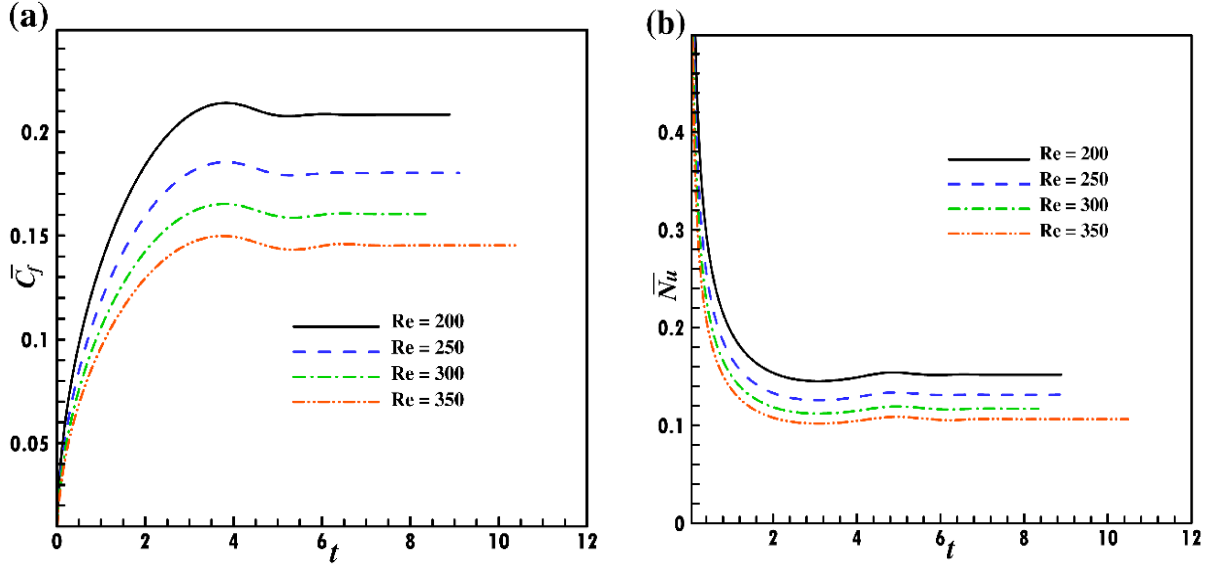 (a)
0.2
0.15
0.1
0.05
C̅f
Re = 200
Re = 250
Re = 300
Re = 350
0 2 4 6 8 10 12
t
(b)
0.4
0.3
0.2
0.1
0
N̅u
Re = 200
Re = 250
Re = 300
Re = 350
0 2 4 6 8 10 12
t